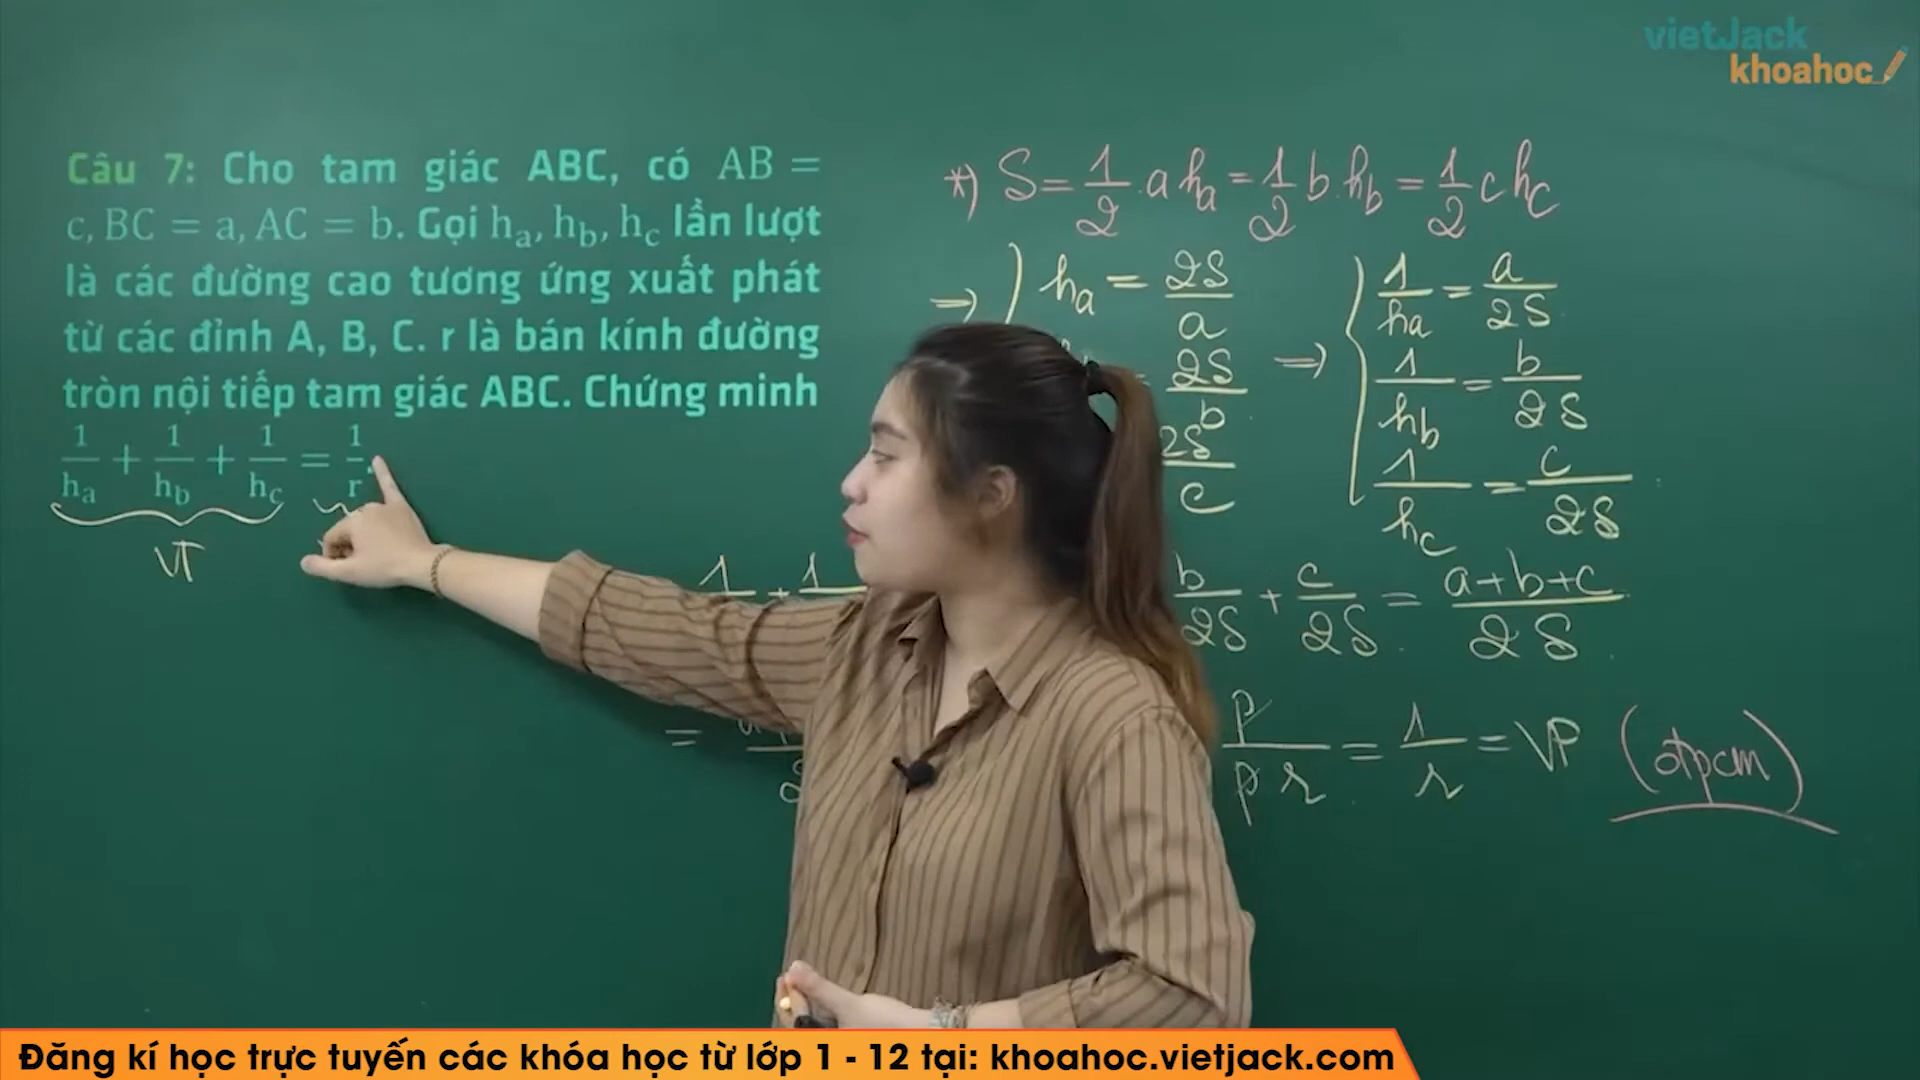 vietJack
khoahoc
Câu 7: Cho tam giác ABC, có AB =
c, BC = a, AC = b. Gọi hₐ, h_b, h_c lần lượt
là các đường cao tương ứng xuất phát
từ các đỉnh A, B, C. r là bán kính đường
tròn nội tiếp tam giác ABC. Chứng minh
1/hₐ + 1/h_b + 1/h_c = 1/r.
VT
*) S = 1/2 . a hₐ = 1/2 b . h_b = 1/2 c h_c
=> hₐ = 2S/a => { 1/hₐ = a/2S
= 2S/b 1/h_b = b/2S
2S/c 1/h_c = c/2S
1 + 1 b/2S + c/2S = a+b+c/2S
= p/p r = 1/r = VP (đpcm)
Đăng kí học trực tuyến các khóa học từ lớp 1 - 12 tại: khoahoc.vietjack.com